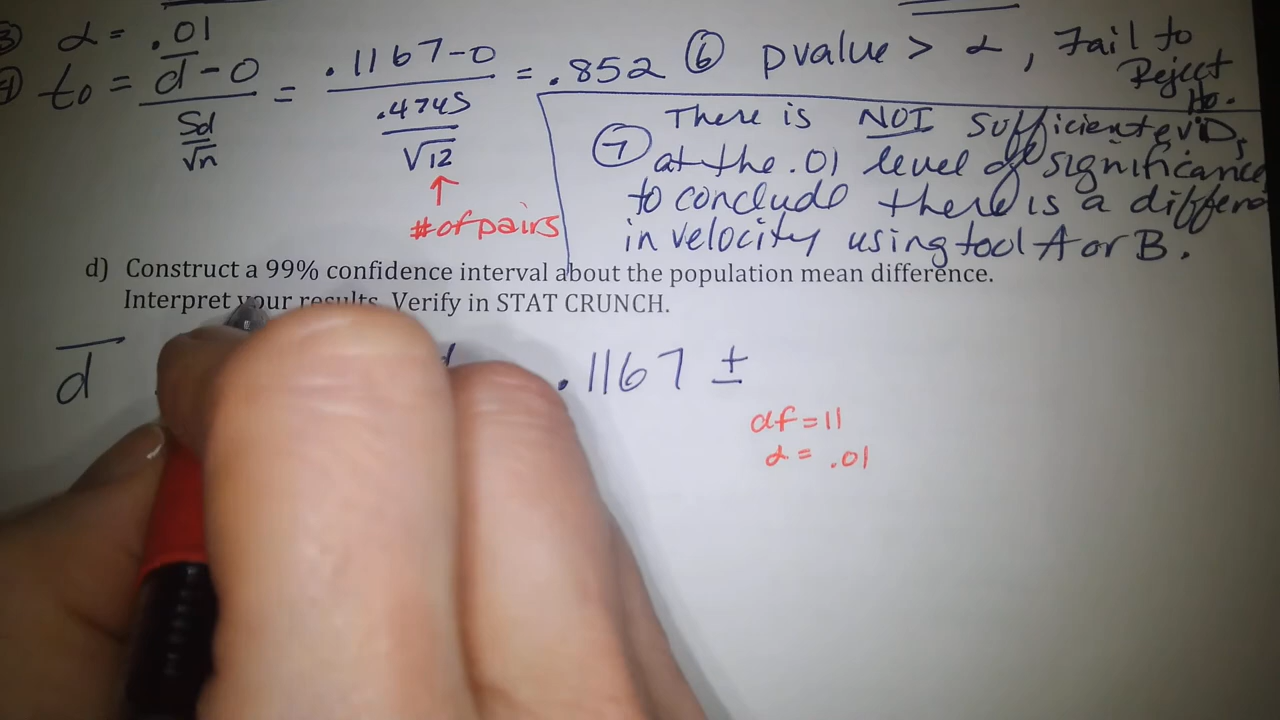 ③ α = .01
④ t₀ = d̄ - 0 / Sd/√n = .1167-0 / .4745/√12 = .852
↑
# of pairs
⑥ pvalue > α, Fail to
Reject
Ho.
⑦ There is NOT sufficient evid,
at the .01 level of significance
to conclude there is a differen
in velocity using tool A or B.
d) Construct a 99% confidence interval about the population mean difference.
Interpret your results. Verify in STAT CRUNCH.
d̄ .1167 ±
df = 11
α = .01